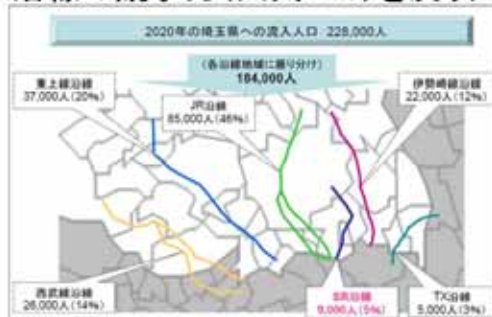 2020年の埼玉県への流入人口 228,000人
(各沿線地域に振り分け)
184,000人
東上線沿線
37,000人(20%)
JR沿線
85,000人(46%)
伊勢崎線沿線
22,000人(12%)
西武線沿線
26,000人(14%)
SR沿線
9,000人(5%)
TX沿線
5,000人(3%)